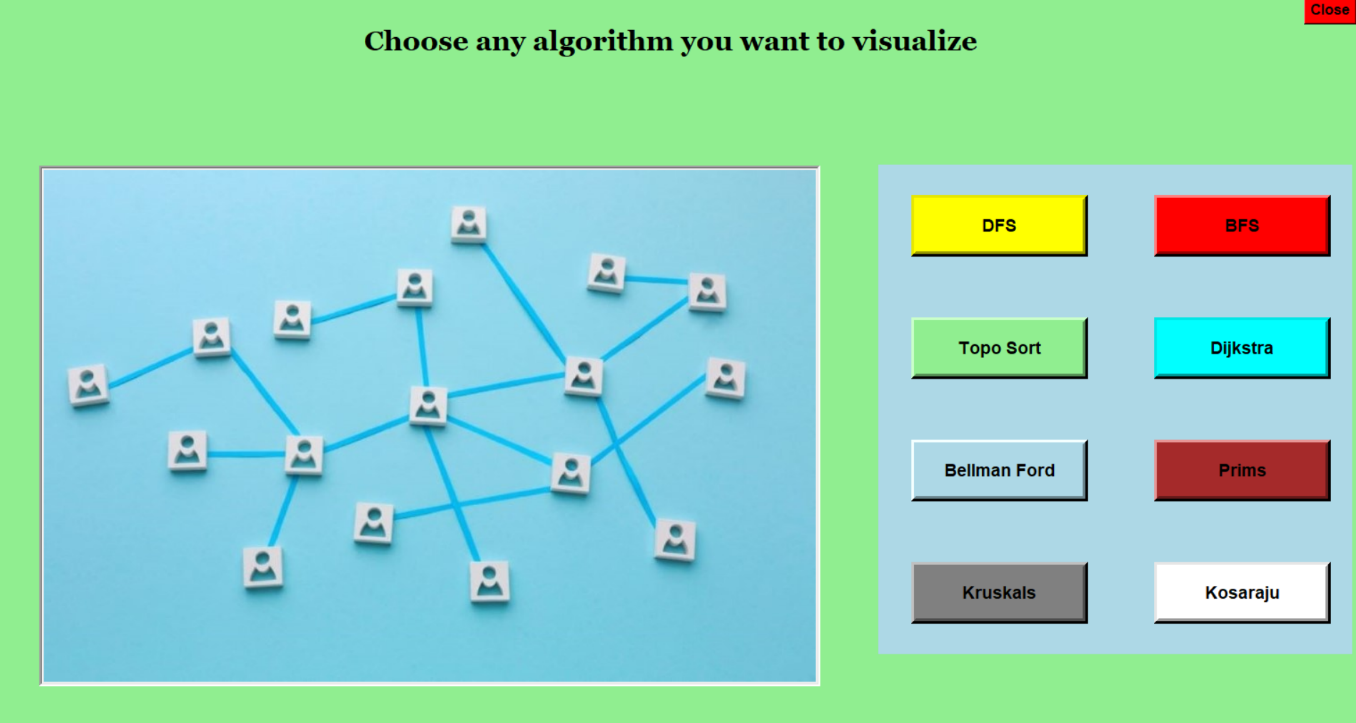 Close
Choose any algorithm you want to visualize
DFS
BFS
Topo Sort
Dijkstra
Bellman Ford
Prims
Kruskals
Kosaraju